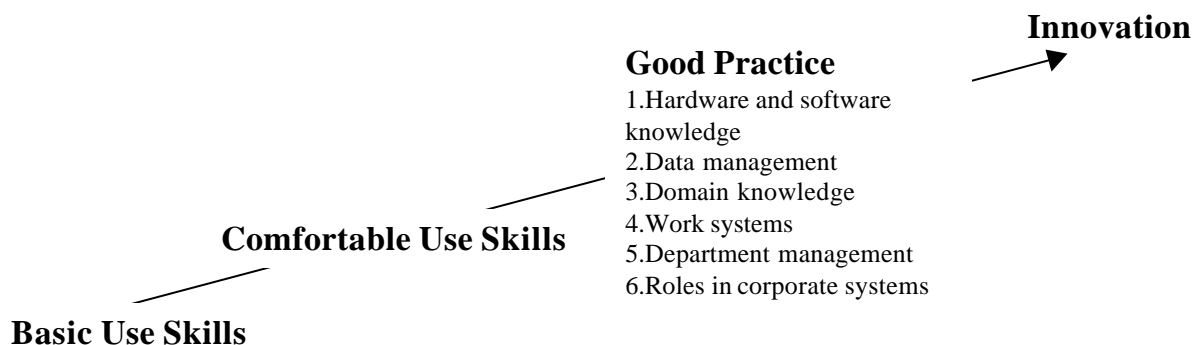 Innovation
Good Practice
1.Hardware and software
knowledge
2.Data management
3.Domain knowledge
4.Work systems
5.Department management
6.Roles in corporate systems
Comfortable Use Skills
Basic Use Skills